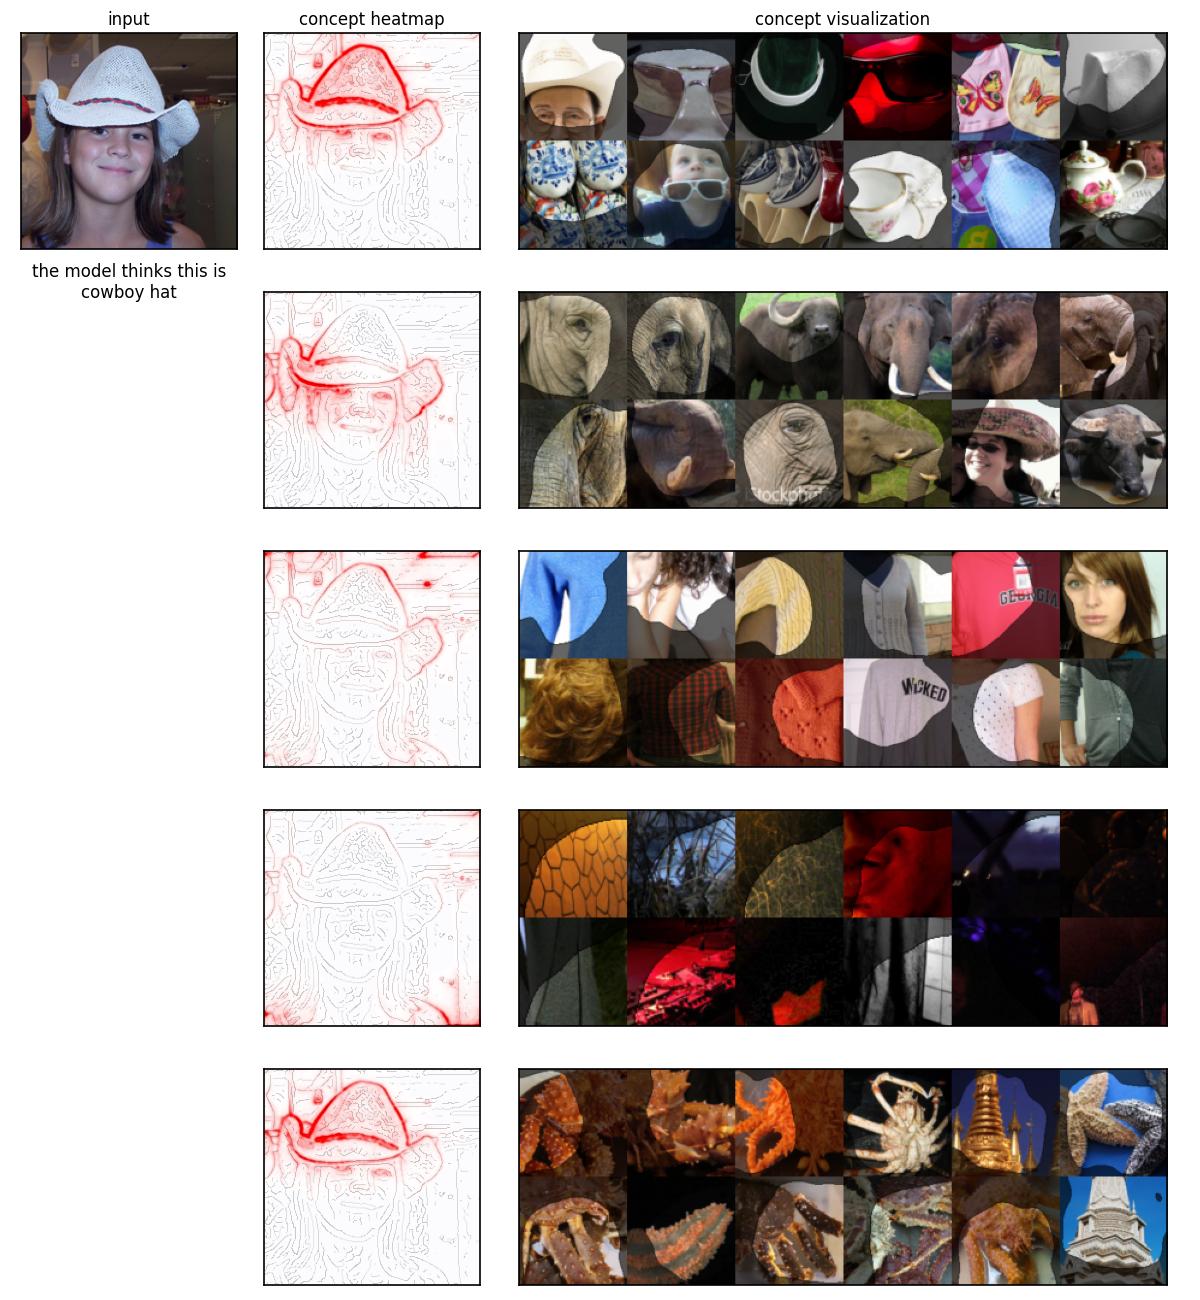 input
concept heatmap
concept visualization
the model thinks this is
cowboy hat
iStockphoto
GEORGIA
WICKED